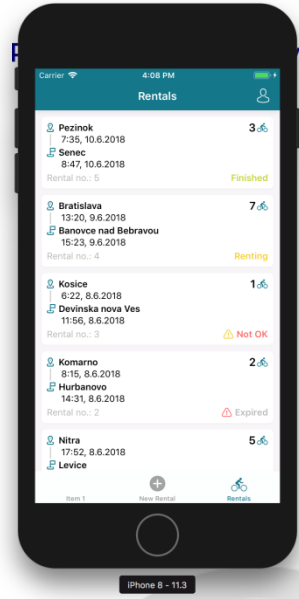 Carrier 4:08 PM
Rentals
Pezinok 3
7:35, 10.6.2018
Senec
8:47, 10.6.2018
Rental no.: 5 Finished
Bratislava 7
13:20, 9.6.2018
Banovce nad Bebravou
15:23, 9.6.2018
Rental no.: 4 Renting
Kosice 1
6:22, 8.6.2018
Devinska nova Ves
11:56, 8.6.2018
Rental no.: 3 Not OK
Komarno 2
8:15, 8.6.2018
Hurbanovo
14:31, 8.6.2018
Rental no.: 2 Expired
Nitra 5
17:52, 8.6.2018
Levice
Item 1 New Rental Rentals
iPhone 8 - 11.3